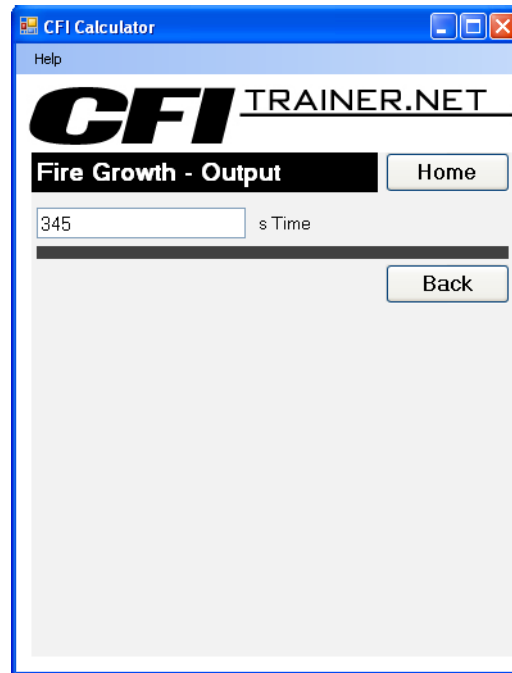 CFI Calculator
Help
CFI TRAINER.NET
Fire Growth - Output
Home
345 s Time
Back